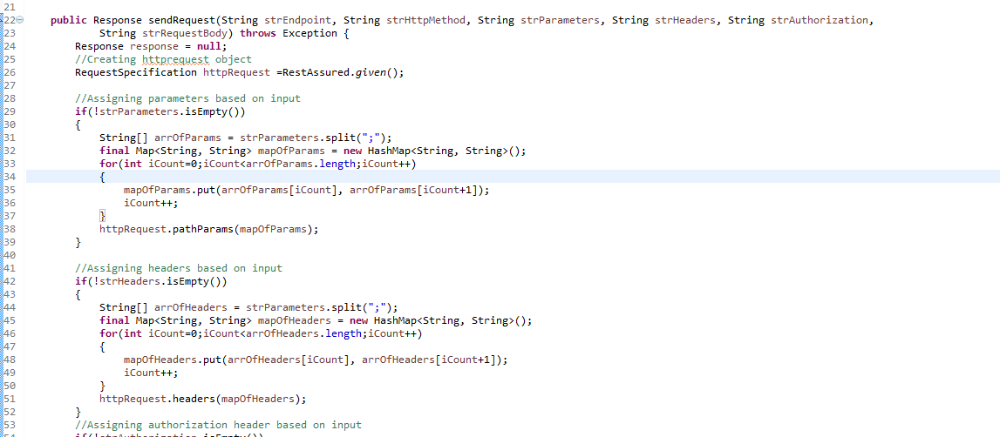 21
22 public Response sendRequest(String strEndpoint, String strHttpMethod, String strParameters, String strHeaders, String strAuthorization,
23 String strRequestBody) throws Exception {
24 Response response = null;
25 //Creating httprequest object
26 RequestSpecification httpRequest =RestAssured.given();
27
28 //Assigning parameters based on input
29 if(!strParameters.isEmpty())
30 {
31 String[] arrOfParams = strParameters.split(";");
32 final Map<String, String> mapOfParams = new HashMap<String, String>();
33 for(int iCount=0;iCount<arrOfParams.length;iCount++)
34 {
35 mapOfParams.put(arrOfParams[iCount], arrOfParams[iCount+1]);
36 iCount++;
37 }
38 httpRequest.pathParams(mapOfParams);
39 }
40
41 //Assigning headers based on input
42 if(!strHeaders.isEmpty())
43 {
44 String[] arrOfHeaders = strParameters.split(";");
45 final Map<String, String> mapOfHeaders = new HashMap<String, String>();
46 for(int iCount=0;iCount<arrOfHeaders.length;iCount++)
47 {
48 mapOfHeaders.put(arrOfHeaders[iCount], arrOfHeaders[iCount+1]);
49 iCount++;
50 }
51 httpRequest.headers(mapOfHeaders);
52 }
53 //Assigning authorization header based on input